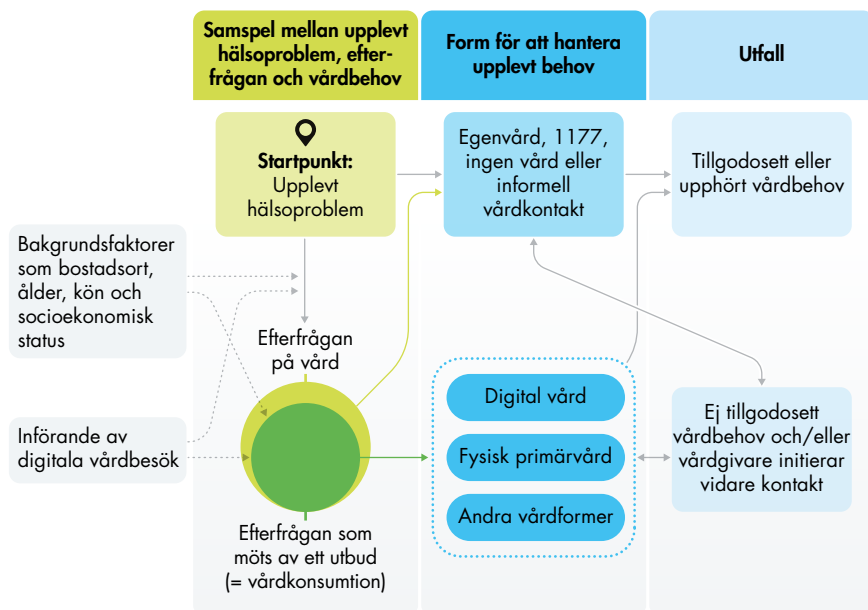 Samspel mellan upplevt
hälsoproblem, efter-
frågan och vårdbehov
Form för att hantera
upplevt behov
Utfall
Startpunkt:
Upplevt
hälsoproblem
Egenvård, 1177,
ingen vård eller
informell
vårdkontakt
Tillgodosett eller
upphört vårdbehov
Bakgrundsfaktorer
som bostadsort,
ålder, kön och
socioekonomisk
status
Efterfrågan
på vård
Införande av
digitala vårdbesök
Digital vård
Fysisk primärvård
Andra vårdformer
Ej tillgodosett
vårdbehov och/eller
vårdgivare initierar
vidare kontakt
Efterfrågan som
möts av ett utbud
(= vårdkonsumtion)